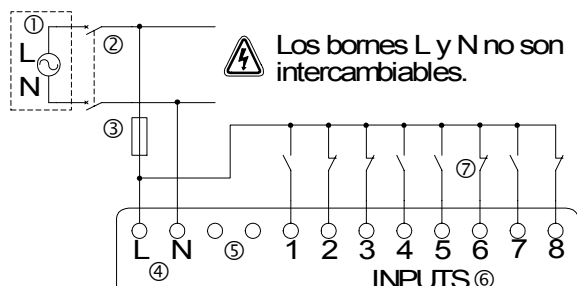 ①
L
N
②
Los bornes L y N no son
intercambiables.
③
⑦
L N 1 2 3 4 5 6 7 8
④ ⑤
INPUTS ⑥